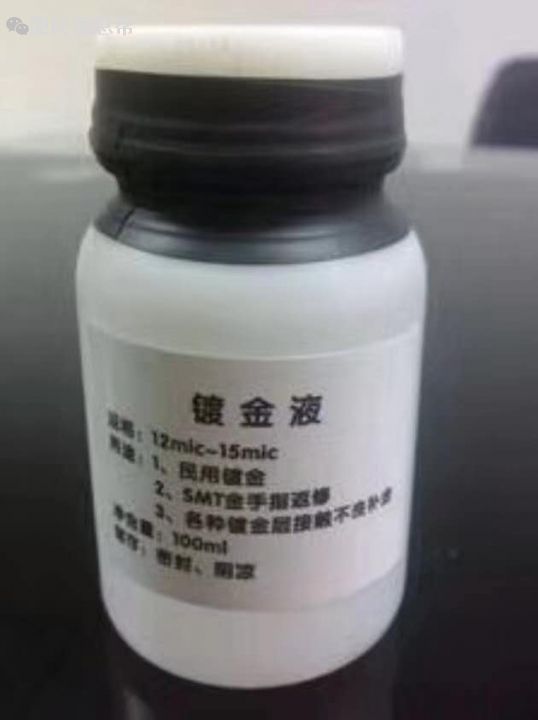 镀金液
规格：12mic~15mic
用途：1、民用镀金
2、SMT金手指返修
3、各种镀金层接触不良补金
净含量：100ml
密封、阴凉